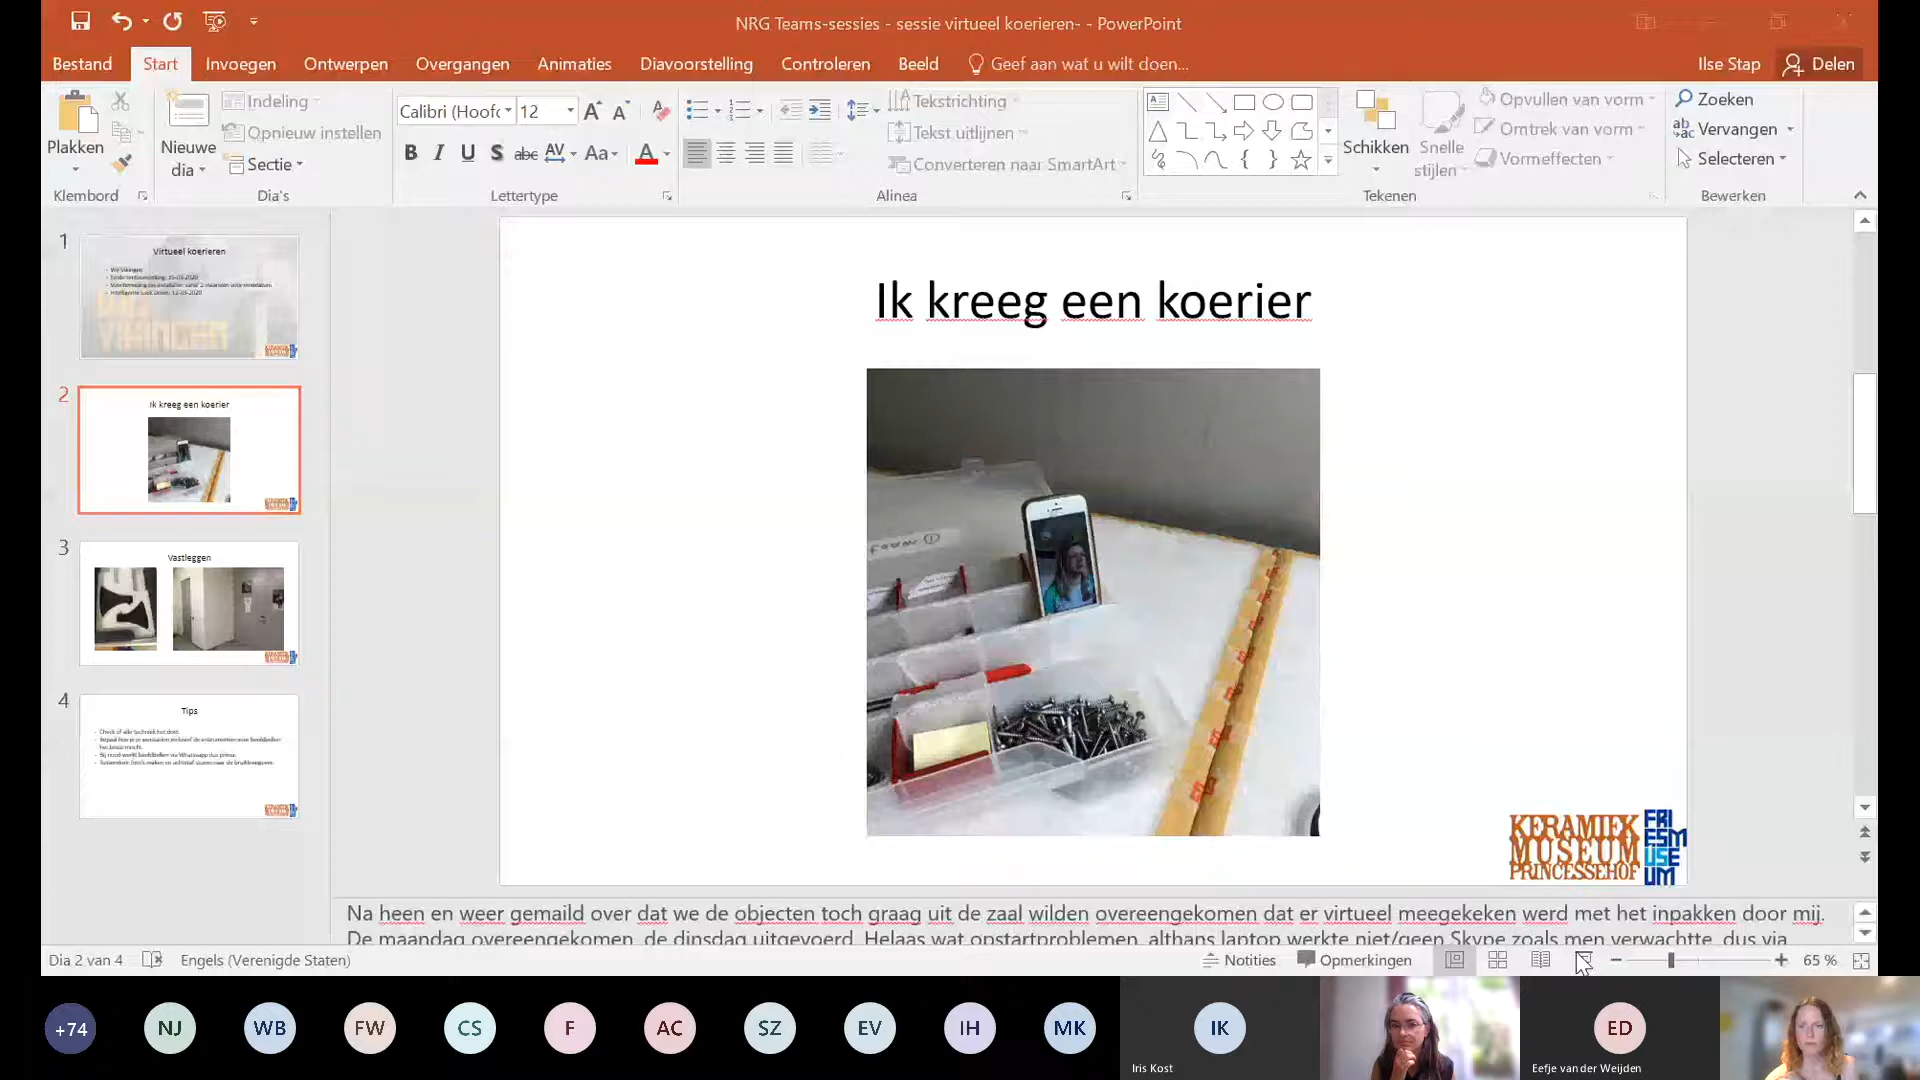 NRG Teams-sessies - sessie virtueel koerieren- - PowerPoint
Bestand Start Invoegen Ontwerpen Overgangen Animaties Diavoorstelling Controleren Beeld Geef aan wat u wilt doen... Ilse Stap Delen
Plakken
Klembord
Nieuwe dia
Indeling
Opnieuw instellen
Sectie
Dia's
Calibri (Hoofc 12
Lettertype
Tekstrichting
Tekst uitlijnen
Converteren naar SmartArt
Alinea
Schikken
Snelle stijlen
Opvullen van vorm
Omtrek van vorm
Vormeffecten
Tekenen
Zoeken
Vervangen
Selecteren
Bewerken
1
Virtueel koerieren
2
Ik kreeg een koerier
3
Vastleggen
4
Tips
Ik kreeg een koerier
KERAMIEK
MUSEUM
PRINCESSEHOF
FRI
ESM
USE
UM
Na heen en weer gemaild over dat we de objecten toch graag uit de zaal wilden overeengekomen dat er virtueel meegekeken werd met het inpakken door mij.
De maandag overeengekomen, de dinsdag uitgevoerd. Helaas wat opstartproblemen, althans laptop werkte niet/geen Skype zoals men verwachtte, dus via
Dia 2 van 4 Engels (Verenigde Staten) Notities Opmerkingen 65 %
+74 NJ WB FW CS F AC SZ EV IH MK IK ED
Iris Kost
Eefje van der Weijden